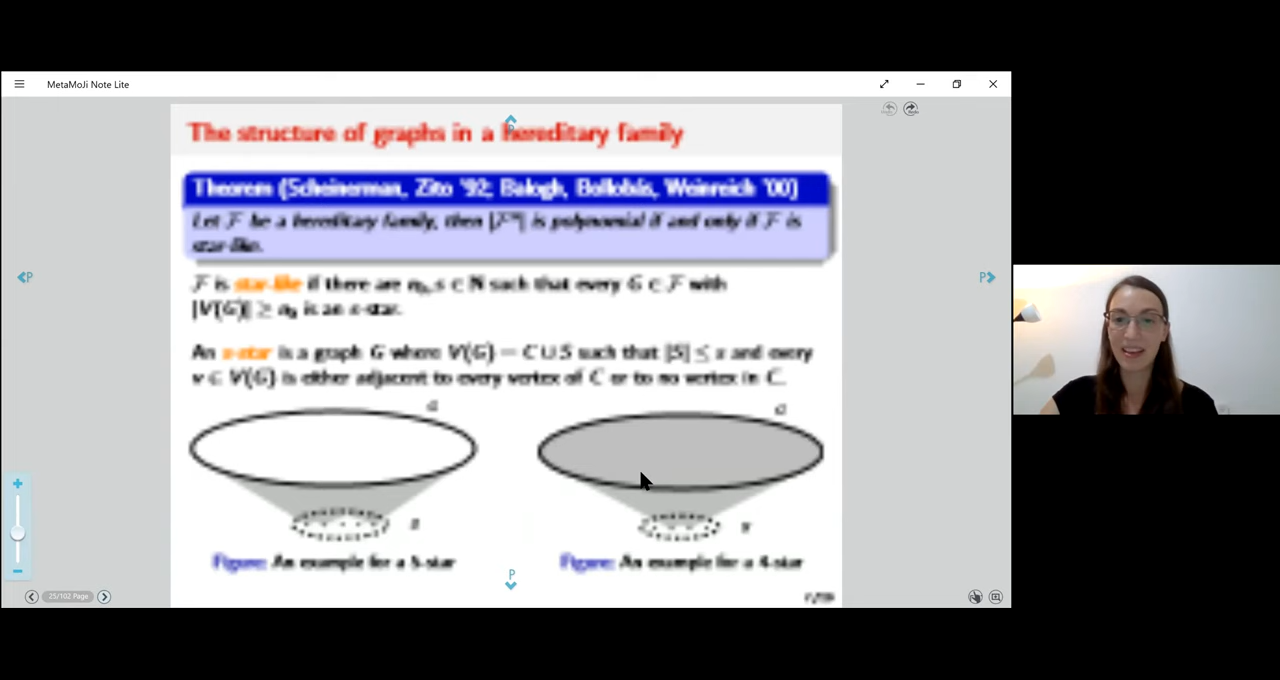 MetaMoJi Note Lite
The structure of graphs in a hereditary family
Theorem (Scheinerman, Zito '92; Balogh, Bollobás, Weinreich '00)
Let F be a hereditary family, then |Fⁿ| is polynomial if and only if F is
star-like.
F is star-like if there are n₀, s ∈ N such that every G ∈ F with
|V(G)| ≥ n₀ is an s-star.
An s-star is a graph G where V(G) = C ∪ S such that |S| ≤ s and every
v ∈ V(G) is either adjacent to every vertex of C or to no vertex in C.
Figure: An example for a 5-star
Figure: An example for a 4-star
25/102 Page
P
P
P
P